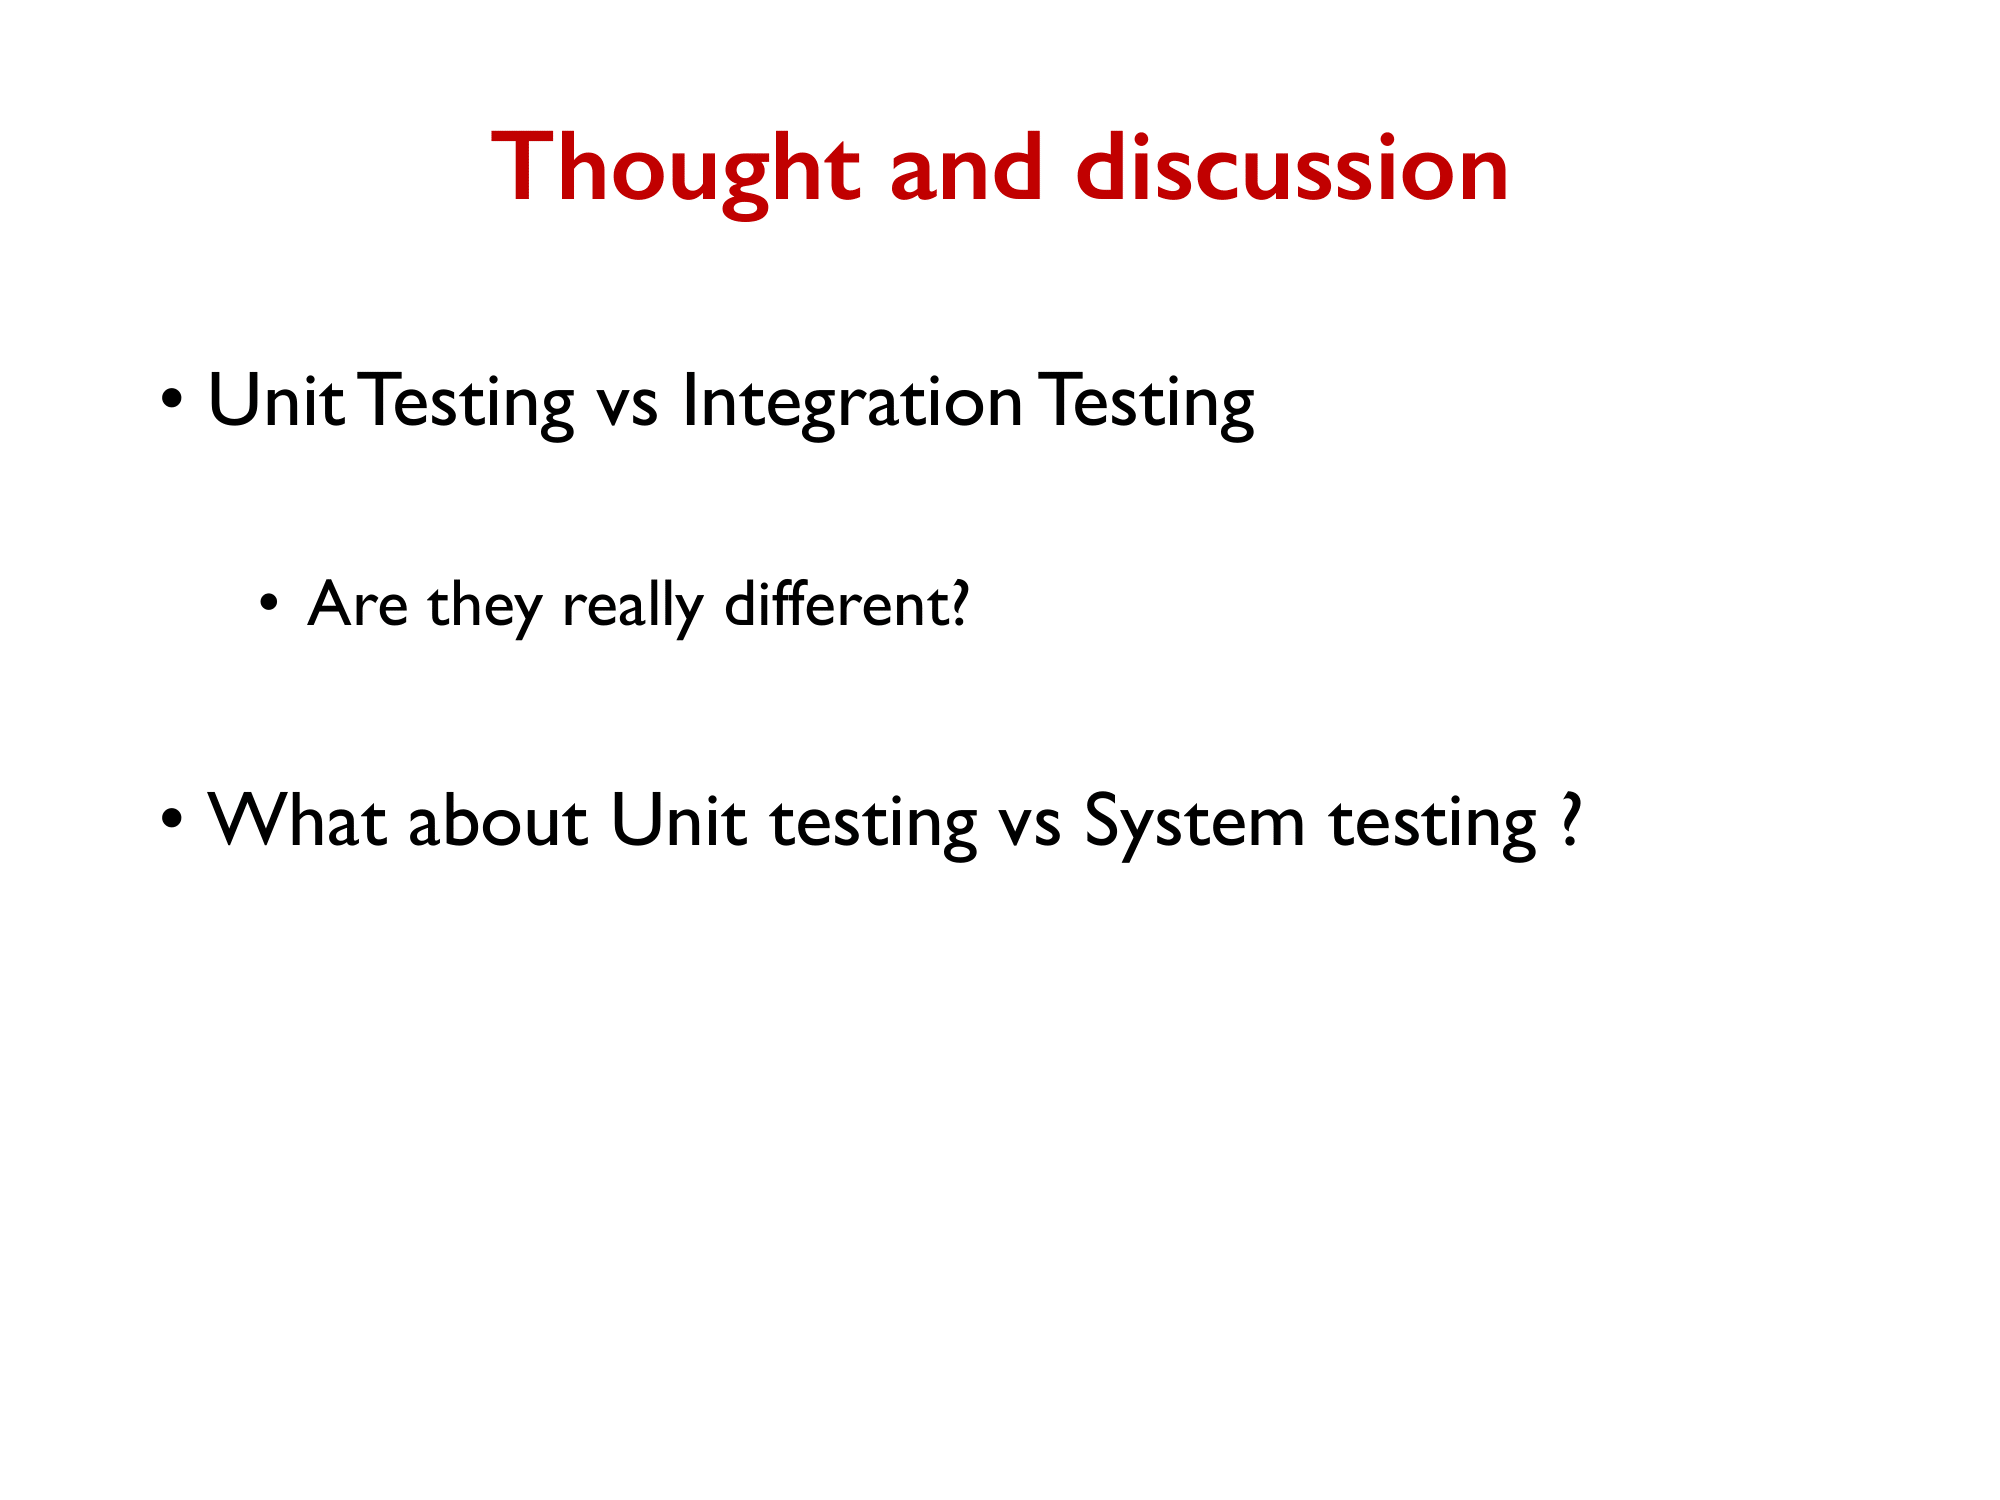 Thought and discussion
• Unit Testing vs Integration Testing
• Are they really different?
• What about Unit testing vs System testing ?